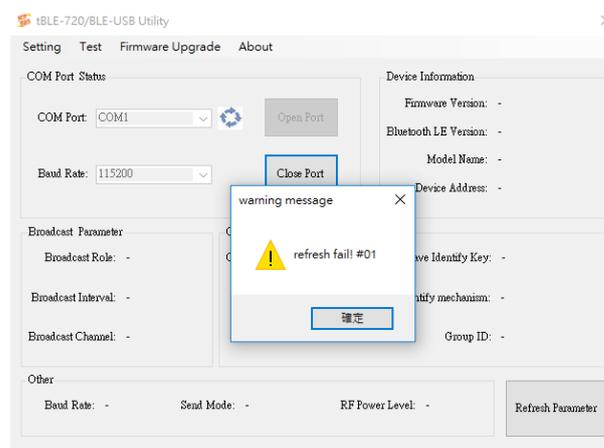 tBLE-720/BLE-USB Utility
Setting Test Firmware Upgrade About
COM Port Status
COM Port: COM1
Open Port
Baud Rate: 115200
Close Port
Device Information
Firmware Version: -
Bluetooth LE Version: -
Model Name: -
Device Address: -
warning message
refresh fail! #01
確定
Broadcast Parameter
Broadcast Role: -
Broadcast Interval: -
Broadcast Channel: -
Identify Key: -
mechanism: -
Group ID: -
Other
Baud Rate: -
Send Mode: -
RF Power Level: -
Refresh Parameter